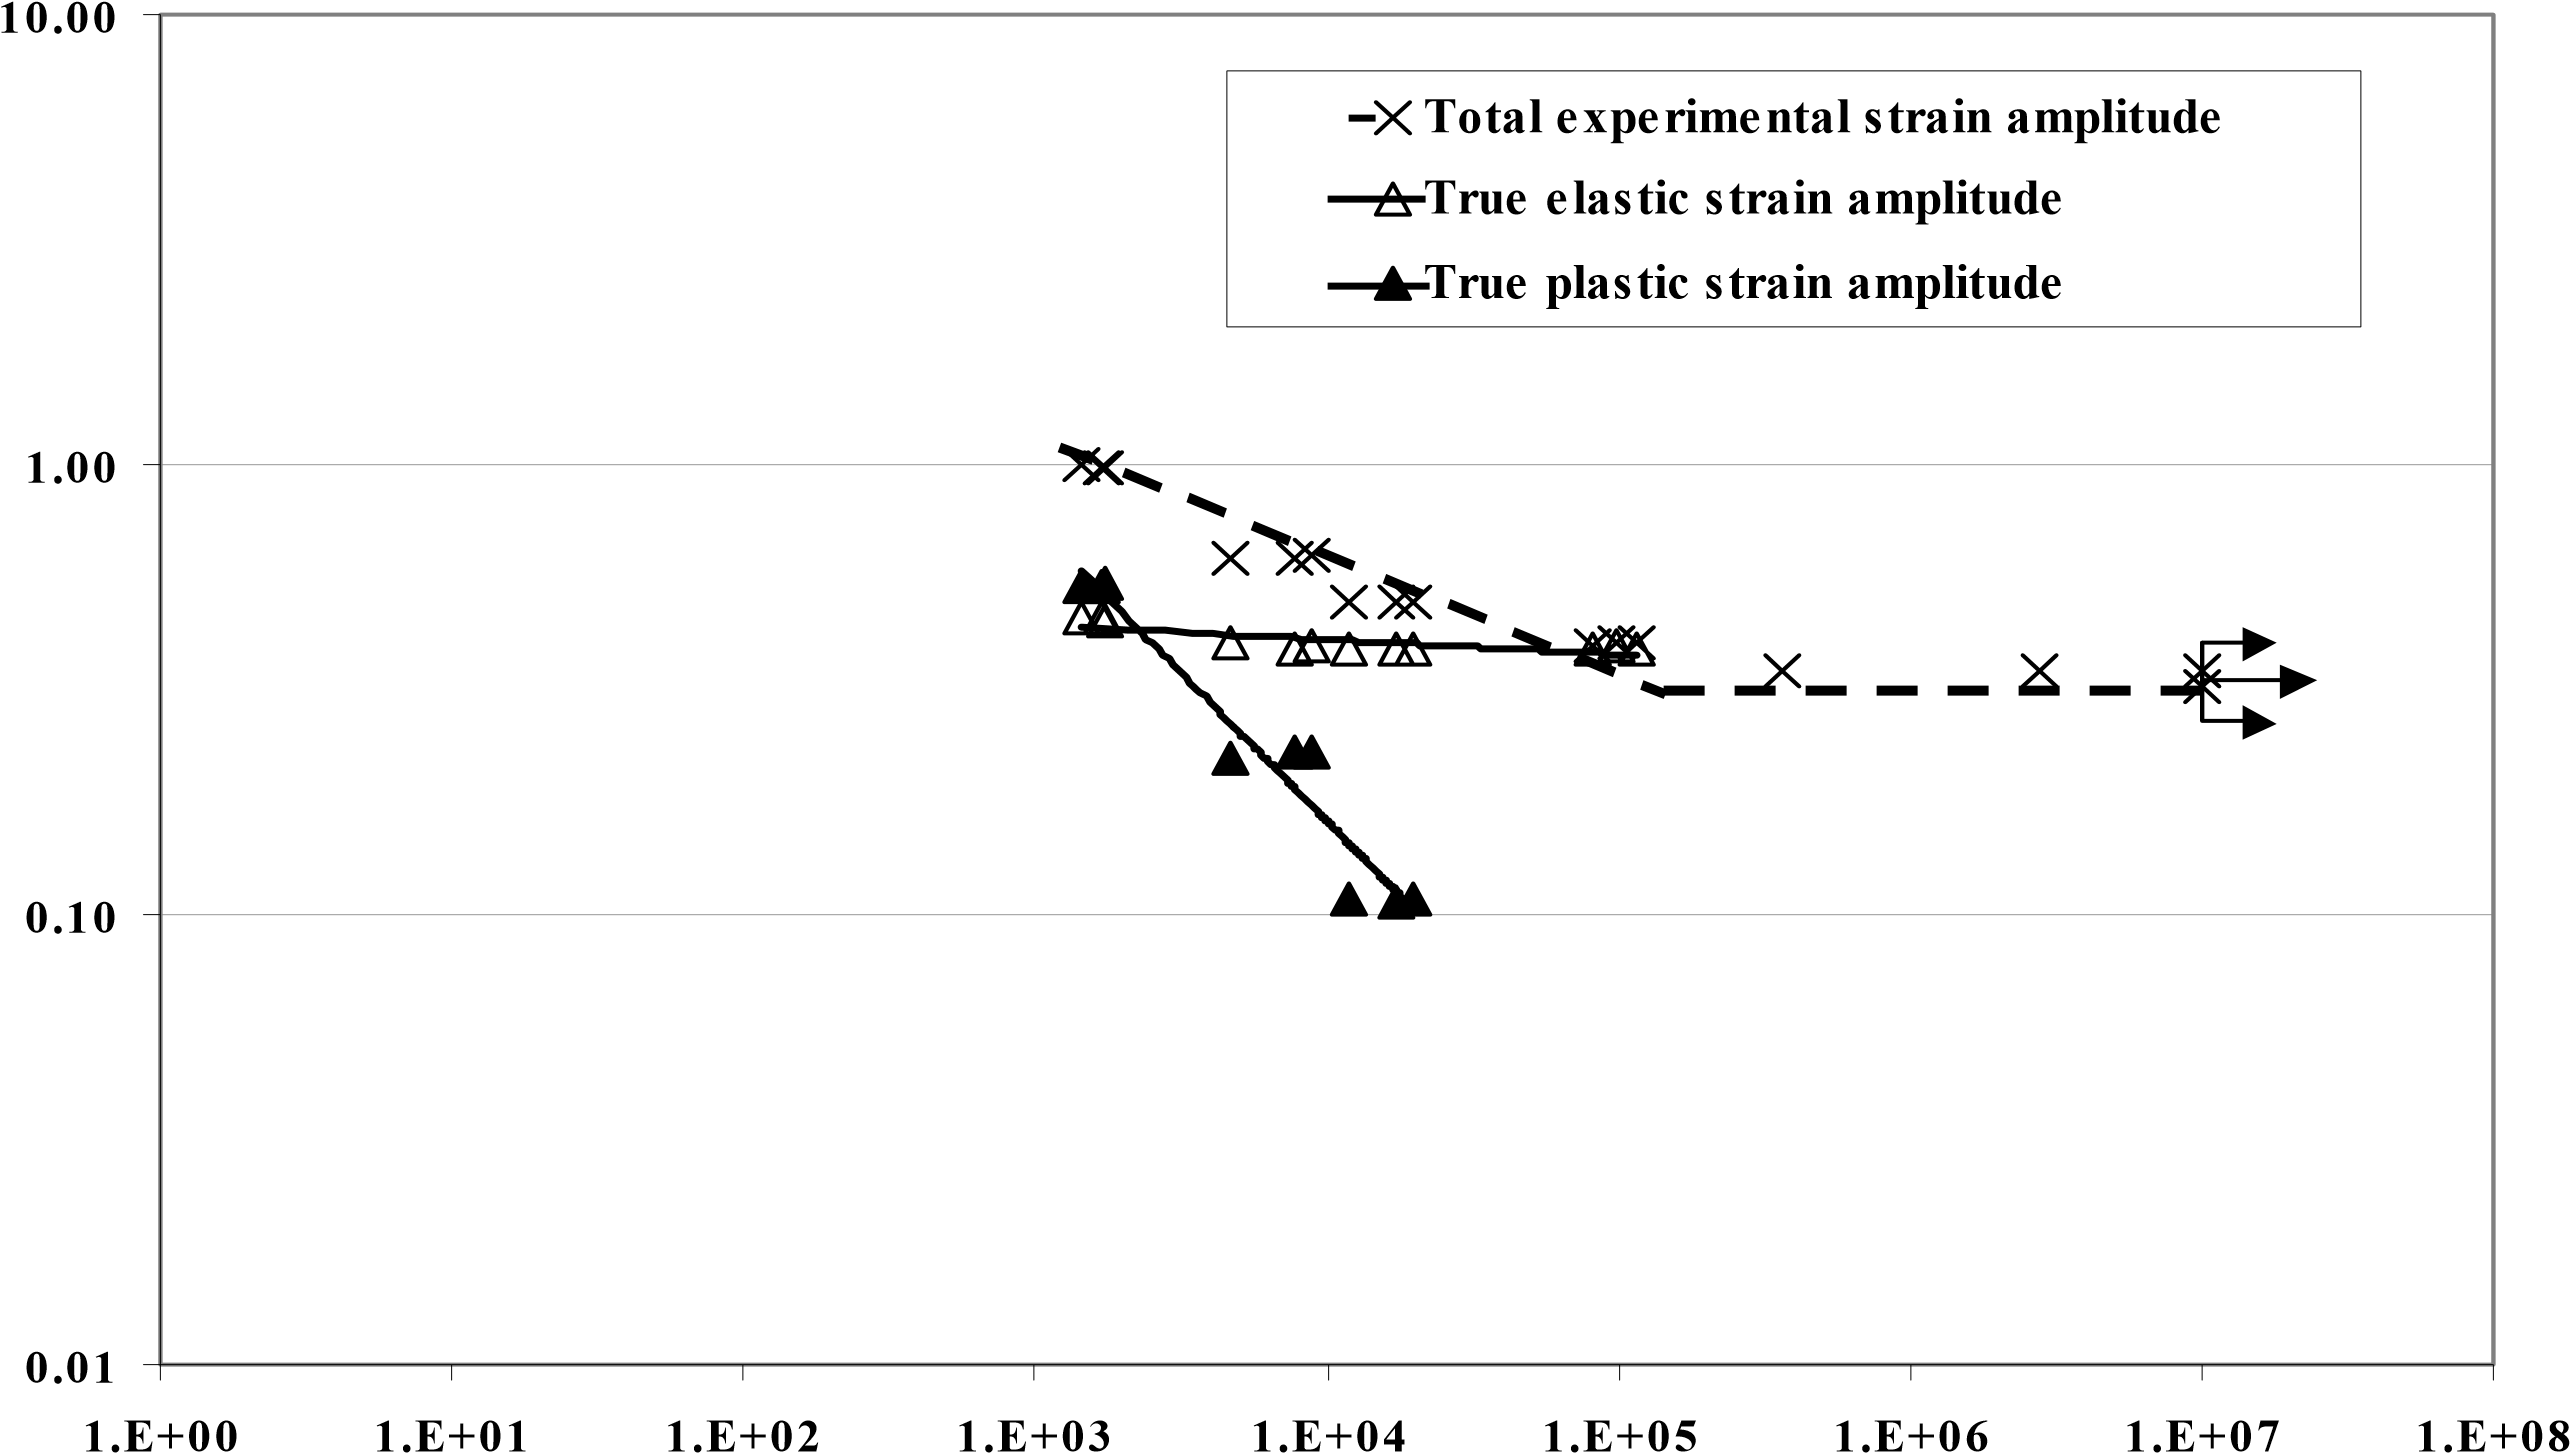 10.00
Total experimental strain amplitude
True elastic strain amplitude
True plastic strain amplitude
1.00
0.10
0.01
1.E+00 1.E+01 1.E+02 1.E+03 1.E+04 1.E+05 1.E+06 1.E+07 1.E+08